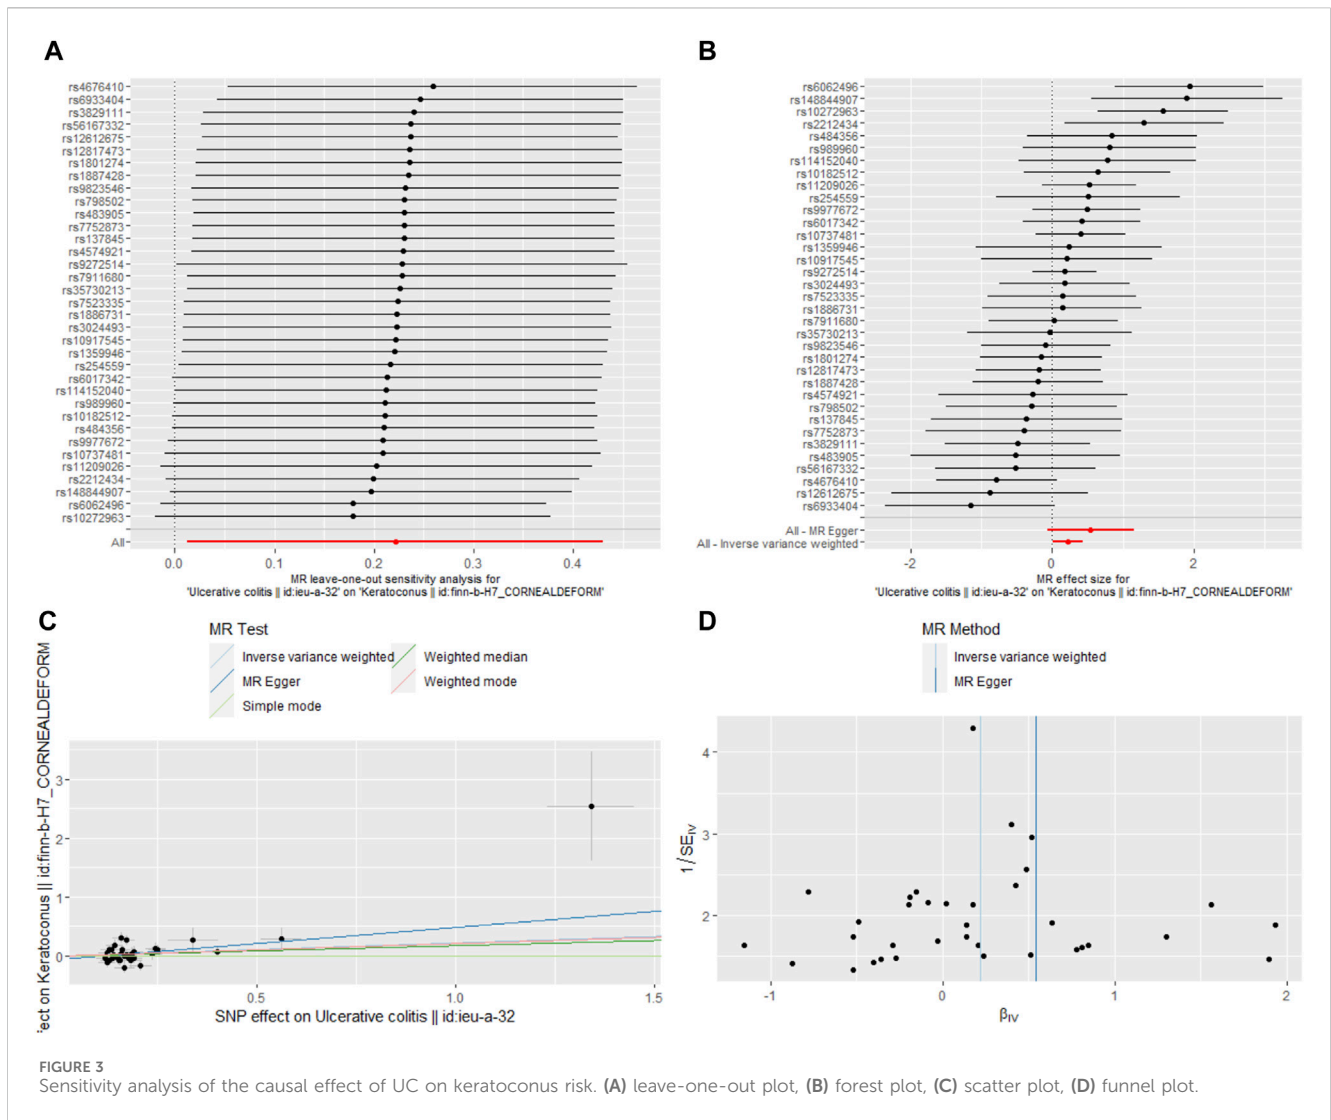 A
rs4676410
rs6933404
rs3829111
rs56167332
rs12612675
rs12817473
rs1801274
rs1887428
rs9823546
rs798502
rs483905
rs7752873
rs137845
rs4574921
rs9272514
rs7911680
rs35730213
rs7523335
rs1886731
rs3024493
rs10917545
rs1359946
rs254559
rs6017342
rs114152040
rs989960
rs10182512
rs484356
rs9977672
rs10737481
rs11209026
rs2212434
rs148844907
rs6062496
rs10272963
All
0.0 0.1 0.2 0.3 0.4
MR leave-one-out sensitivity analysis for
'Ulcerative colitis || id:ieu-a-32' on 'Keratoconus || id:finn-b-H7_CORNEALDEFORM'
B
rs6062496
rs148844907
rs10272963
rs2212434
rs484356
rs989960
rs114152040
rs10182512
rs11209026
rs254559
rs9977672
rs6017342
rs10737481
rs1359946
rs10917545
rs9272514
rs3024493
rs7523335
rs1886731
rs7911680
rs35730213
rs9823546
rs1801274
rs12817473
rs1887428
rs4574921
rs798502
rs137845
rs7752873
rs3829111
rs483905
rs56167332
rs4676410
rs12612675
rs6933404
All - MR Egger
All - Inverse variance weighted
-2 0 2
MR effect size for
'Ulcerative colitis || id:ieu-a-32' on 'Keratoconus || id:finn-b-H7_CORNEALDEFORM'
C
MR Test
Inverse variance weighted
MR Egger
Simple mode
Weighted median
Weighted mode
on Keratoconus || id:finn-b-H7_CORNEALDEFORM
3
2
1
0
0.5 1.0 1.5
SNP effect on Ulcerative colitis || id:ieu-a-32
D
MR Method
Inverse variance weighted
MR Egger
1/SE_IV
4
3
2
-1 0 1 2
β_IV
FIGURE 3
Sensitivity analysis of the causal effect of UC on keratoconus risk. (A) leave-one-out plot, (B) forest plot, (C) scatter plot, (D) funnel plot.